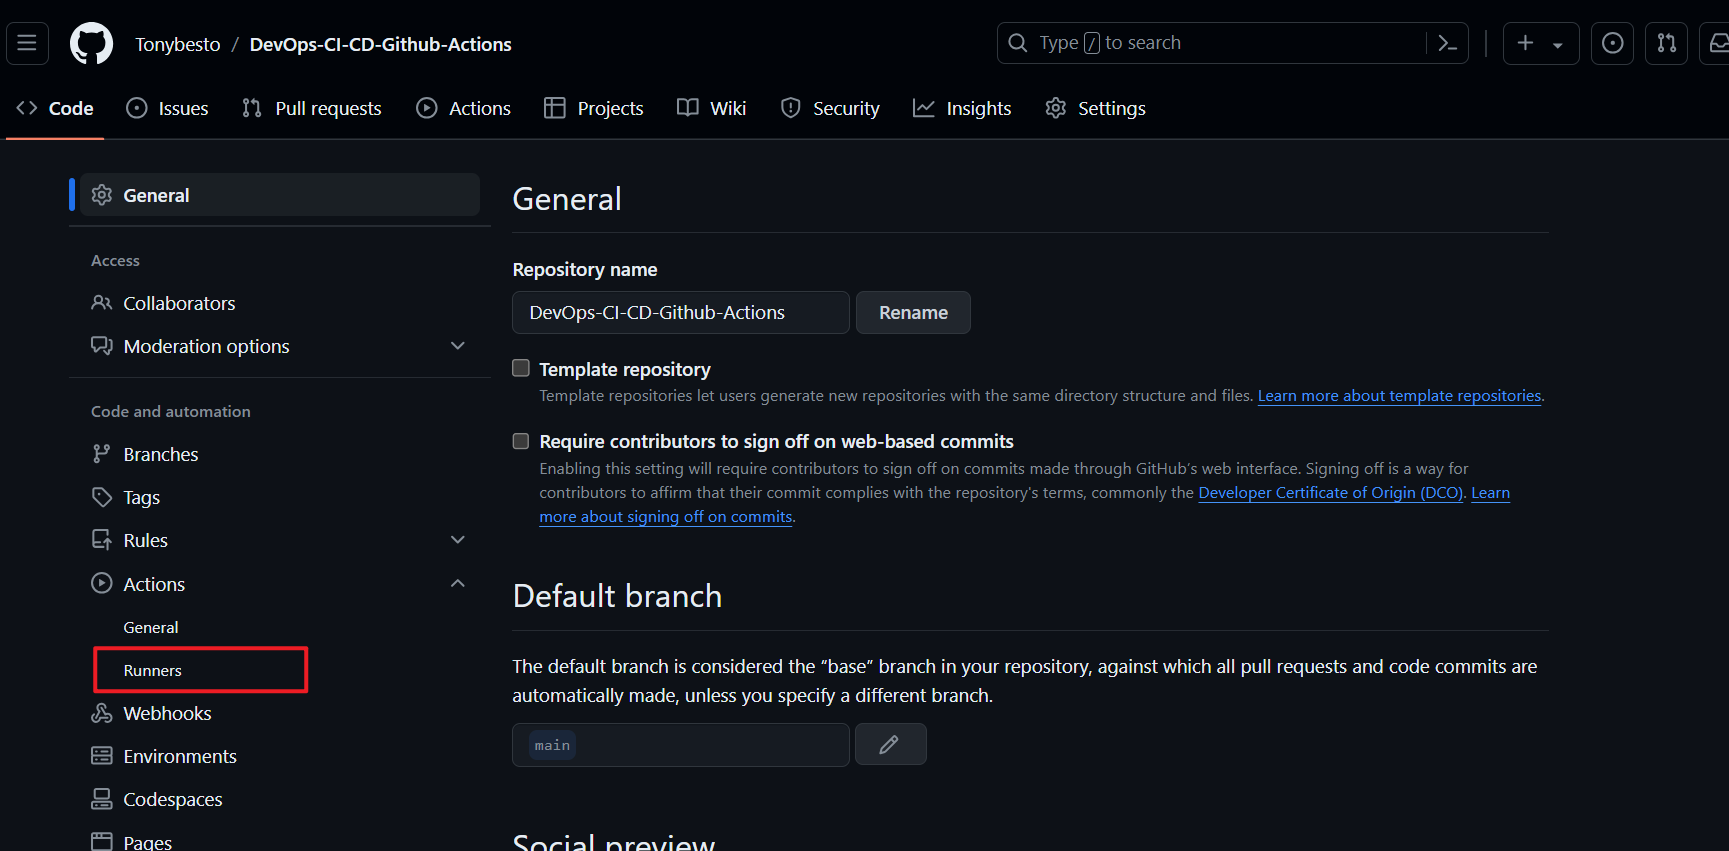 Tonybesto / DevOps-CI-CD-Github-Actions
Type / to search
Code Issues Pull requests Actions Projects Wiki Security Insights Settings
General
Access
Collaborators
Moderation options
Code and automation
Branches
Tags
Rules
Actions
General
Runners
Webhooks
Environments
Codespaces
Pages
General
Repository name
DevOps-CI-CD-Github-Actions Rename
Template repository
Template repositories let users generate new repositories with the same directory structure and files. Learn more about template repositories.
Require contributors to sign off on web-based commits
Enabling this setting will require contributors to sign off on commits made through GitHub's web interface. Signing off is a way for
contributors to affirm that their commit complies with the repository's terms, commonly the Developer Certificate of Origin (DCO). Learn
more about signing off on commits.
Default branch
The default branch is considered the “base” branch in your repository, against which all pull requests and code commits are
automatically made, unless you specify a different branch.
main
Social preview